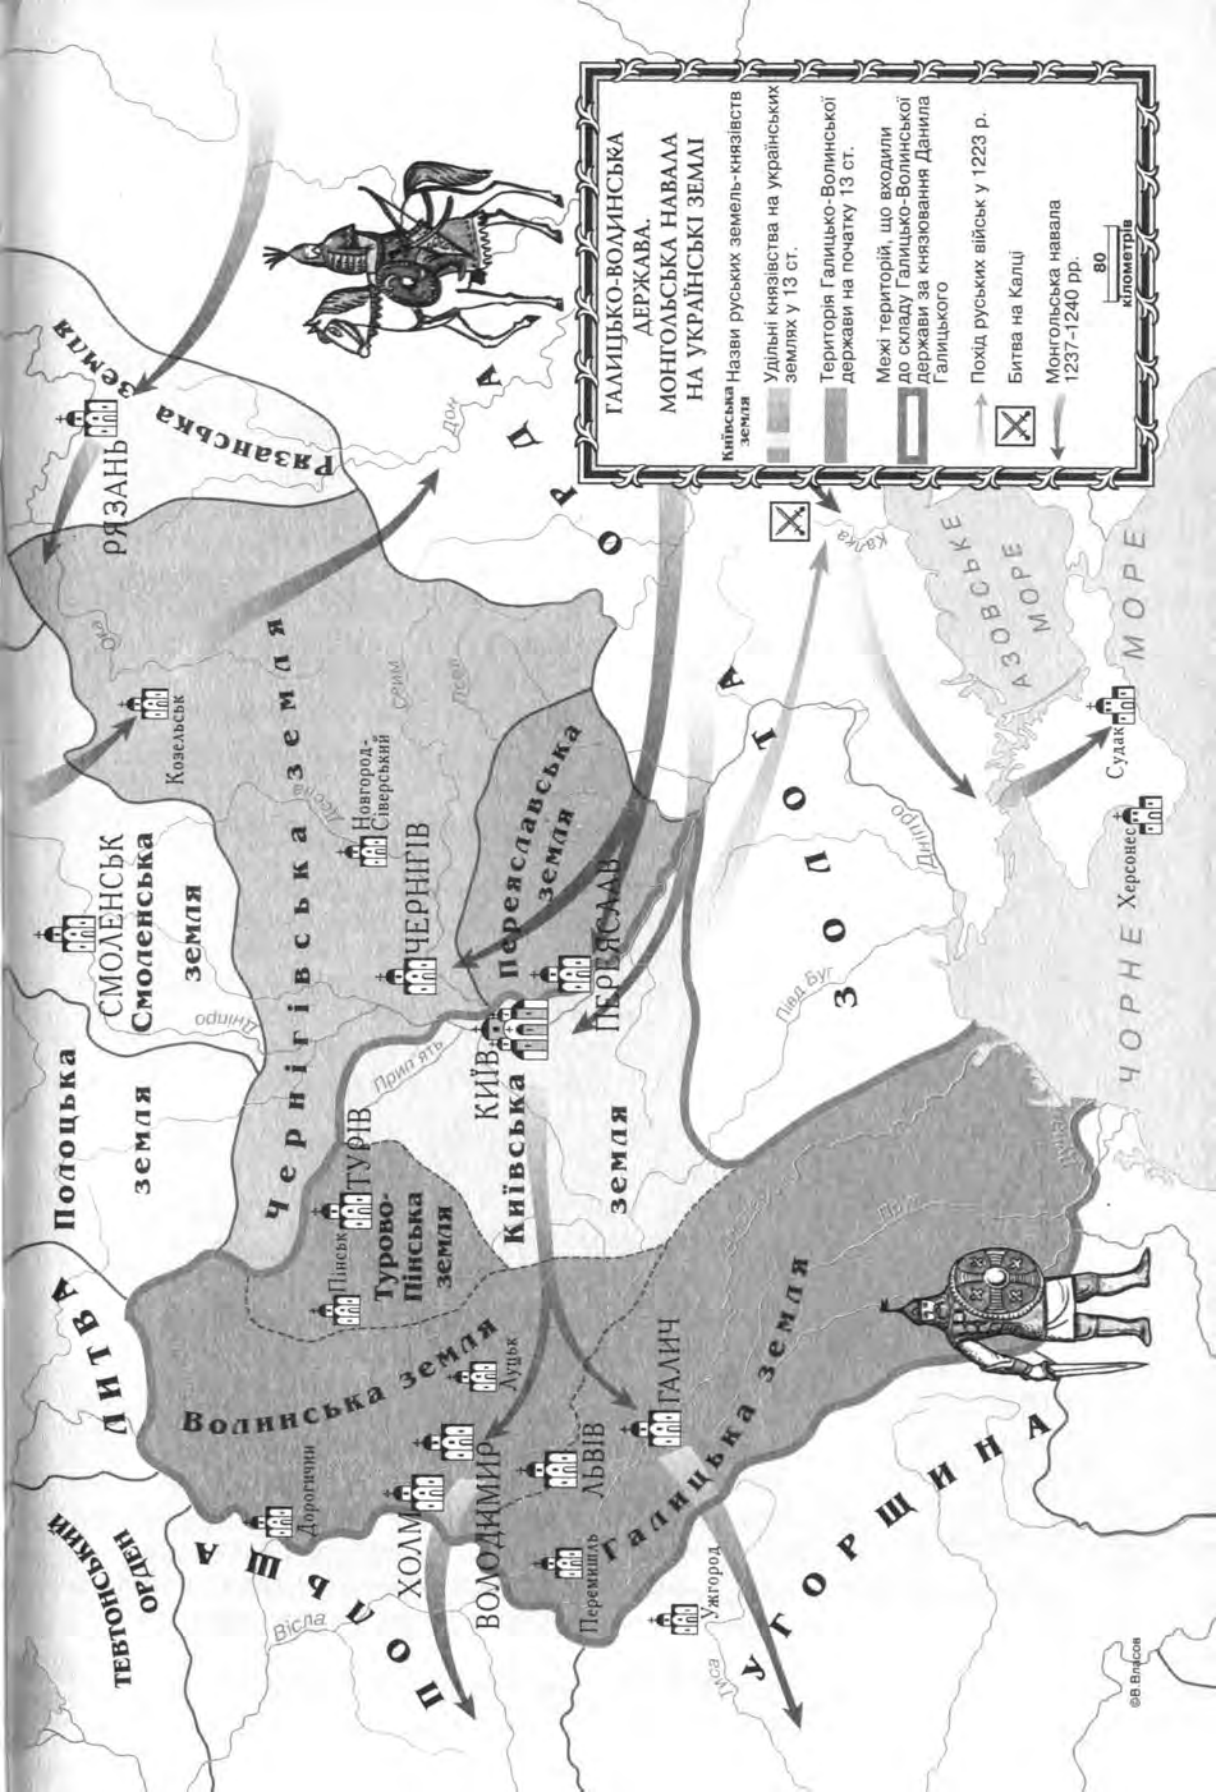 ГАЛИЦЬКО-ВОЛИНСЬКА
ДЕРЖАВА.
МОНГОЛЬСЬКА НАВАЛА
НА УКРАЇНСЬКІ ЗЕМЛІ
Київська
земля
Назви руських земель-князівств
Удільні князівства на українських
землях у 13 ст.
Територія Галицько-Волинської
держави на початку 13 ст.
Межі територій, що входили
до складу Галицько-Волинської
держави за князювання Данила
Галицького
Похід руських військ у 1223 р.
Битва на Калці
Монгольська навала
1237–1240 рр.
80
кілометрів
ТЕВТОНСЬКИЙ
ОРДЕН
ЛИТВА
Полоцька
земля
СМОЛЕНСЬК
Смоленська
земля
Козельськ
Ока
РЯЗАНЬ
Рязанська
земля
ПОЛЬЩА
Вісла
Дорогичин
Волинська земля
Пінськ
ТУРІВ
Турово-
Пінська
земля
Чернігівська земля
Дніпро
Прип'ять
Десна
Новгород-
Сіверський
ЧЕРНІГІВ
Сейм
Псел
Дон
ХОЛМ
ВОЛОДИМИР
Луцьк
КИЇВ
Київська
земля
Переяславська
земля
ПЕРЕЯСЛАВ
Перемишль
ЛЬВІВ
ГАЛИЧ
Галицька земля
Ужгород
Тиса
УГОРЩИНА
Прут
Півд. Буг
Дніпро
ЗОЛОТА
ОРДА
Калка
АЗОВСЬКЕ
МОРЕ
Судак
Херсонес
ЧОРНЕ МОРЕ
©В.Власов